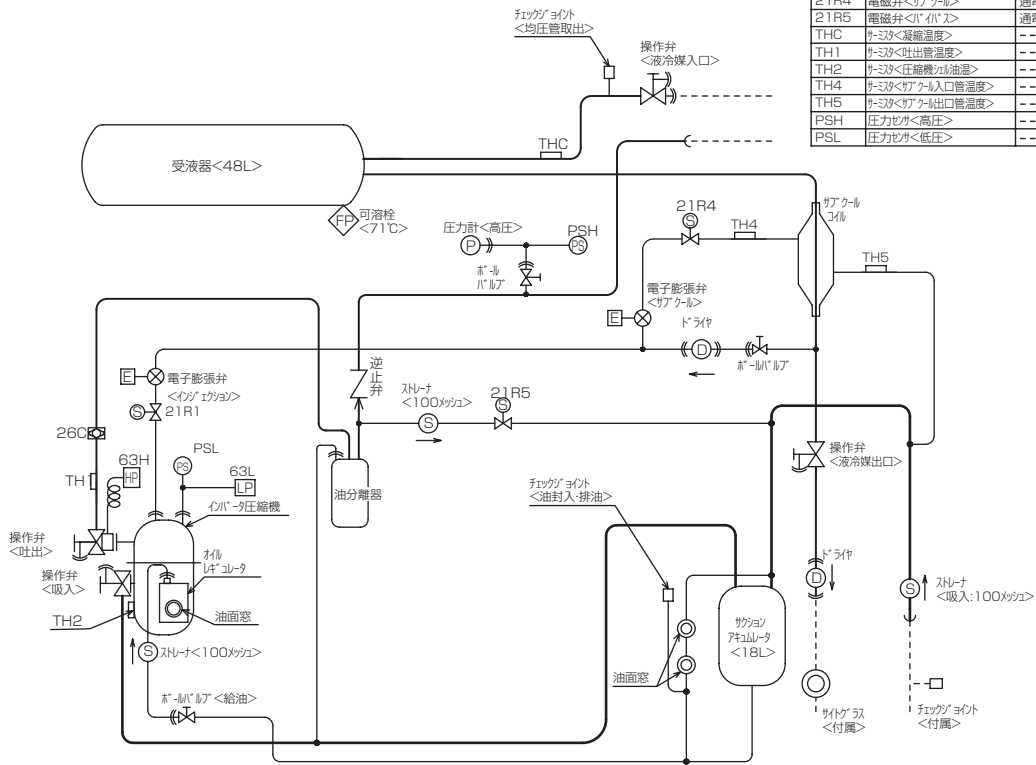 チェックジョイント
<均圧管取出>
操作弁
<液冷媒入口>
21R4 電磁弁<サブクール>
21R5 電磁弁<バイパス>
THC サーミスタ<凝縮温度> ---
TH1 サーミスタ<吐出管温度> ---
TH2 サーミスタ<圧縮機シェル油温> ---
TH4 サーミスタ<サブクール入口管温度> ---
TH5 サーミスタ<サブクール出口管温度> ---
PSH 圧力センサ<高圧> ---
PSL 圧力センサ<低圧> ---
THC
受液器<48L>
FP
可溶栓
<71℃>
圧力計<高圧>
PSH
P
PS
ボール
バルブ
21R4
S
TH4
サブクール
コイル
TH5
電子膨張弁
<サブクール>
E
ドライヤ
D
ボールバルブ
E
電子膨張弁
<インジェクション>
S
21R1
逆止弁
ストレーナ
<100メッシュ>
S
21R5
S
26C
63H
HP
TH1
PSL
PS
63L
LP
インバータ圧縮機
油分離器
操作弁
<液冷媒出口>
チェックジョイント
<油封入・排油>
操作弁
<吐出>
操作弁
<吸入>
オイル
レギュレータ
油面窓
TH2
S
ストレーナ<100メッシュ>
ボールバルブ<給油>
油面窓
サクション
アキュムレータ
<18L>
ドライヤ
D
S
ストレーナ
<吸入:100メッシュ>
サイトグラス
<付属>
チェックジョイント
<付属>